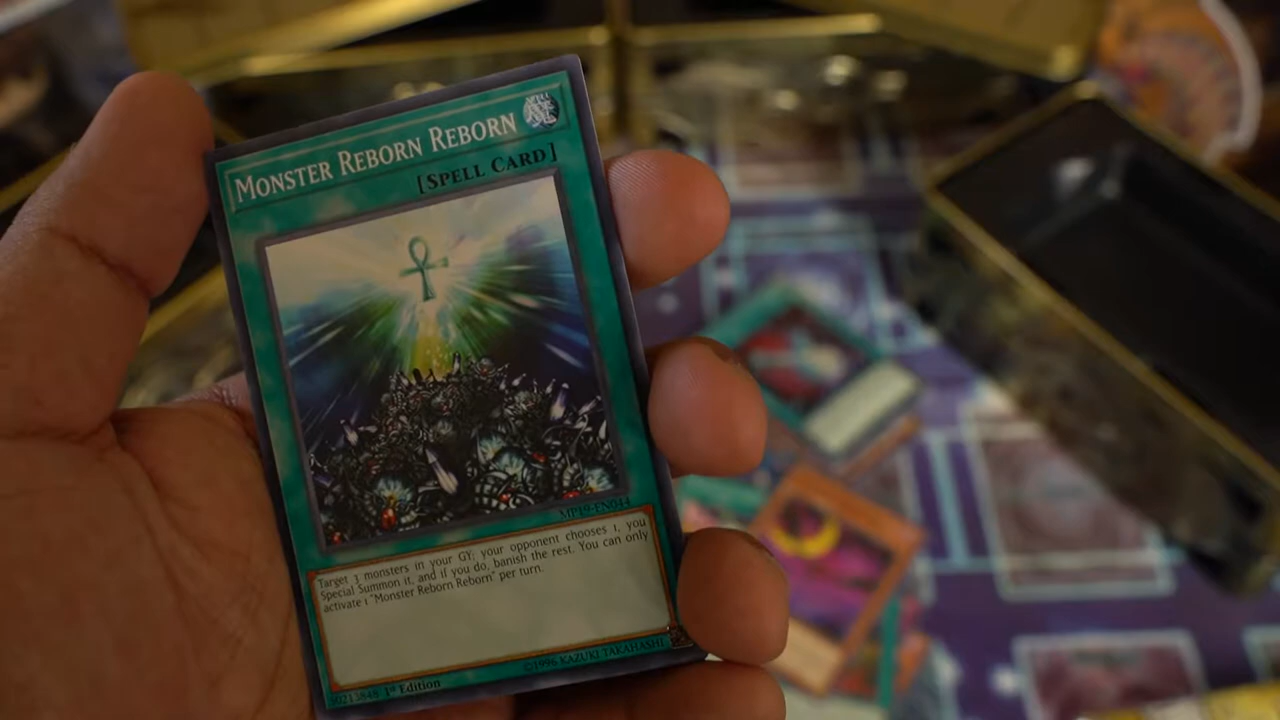 MONSTER REBORN REBORN
[SPELL CARD]
MP19-EN044
Target 3 monsters in your GY; your opponent chooses 1, you
Special Summon it, and if you do, banish the rest. You can only
activate 1 "Monster Reborn Reborn" per turn.
1st Edition
©1996 KAZUKI TAKAHASHI